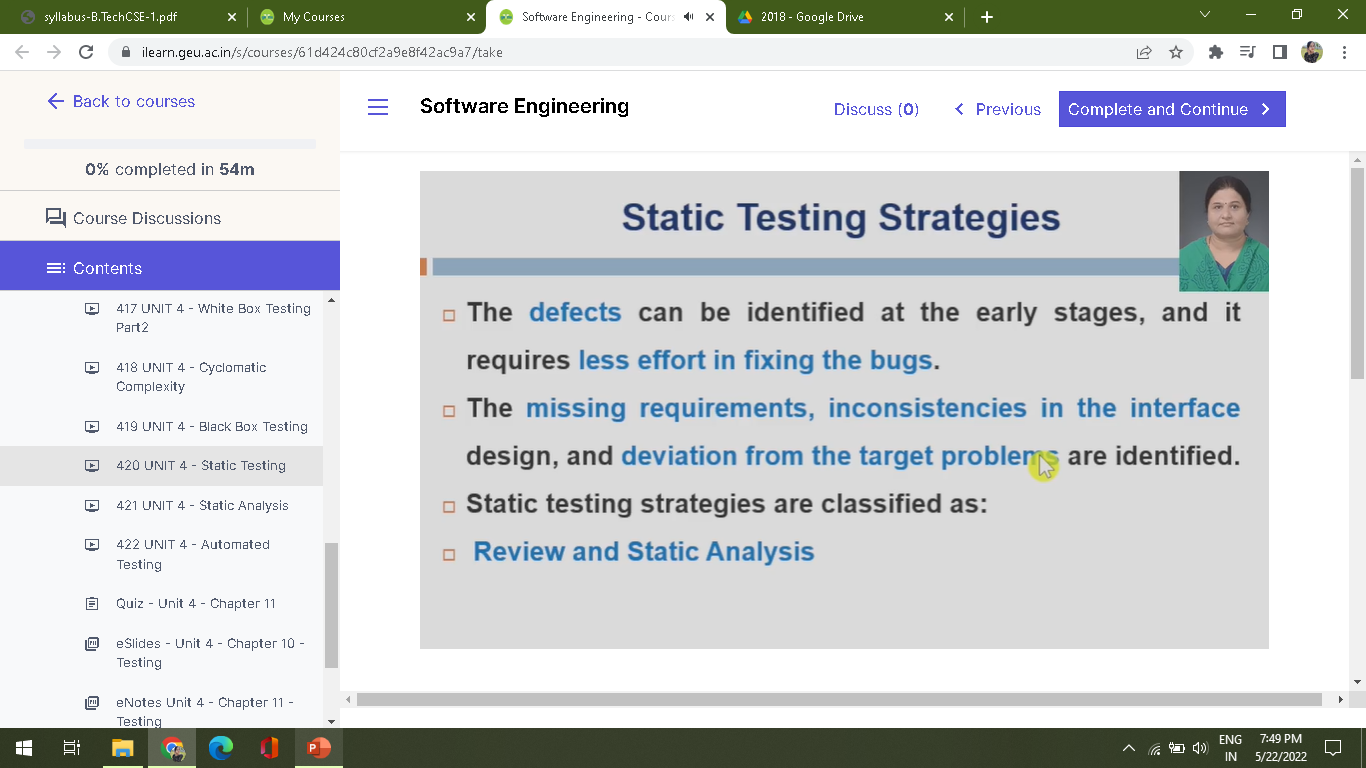 syllabus-B.TechCSE-1.pdf
My Courses
Software Engineering - Cours
2018 - Google Drive
ilearn.geu.ac.in/s/courses/61d424c80cf2a9e8f42ac9a7/take
Back to courses
0% completed in 54m
Course Discussions
Contents
417 UNIT 4 - White Box Testing
Part2
418 UNIT 4 - Cyclomatic
Complexity
419 UNIT 4 - Black Box Testing
420 UNIT 4 - Static Testing
421 UNIT 4 - Static Analysis
422 UNIT 4 - Automated
Testing
Quiz - Unit 4 - Chapter 11
eSlides - Unit 4 - Chapter 10 -
Testing
eNotes Unit 4 - Chapter 11 -
Testing
Software Engineering
Discuss (0)
Previous
Complete and Continue
Static Testing Strategies
The defects can be identified at the early stages, and it
requires less effort in fixing the bugs.
The missing requirements, inconsistencies in the interface
design, and deviation from the target problems are identified.
Static testing strategies are classified as:
Review and Static Analysis
ENG
IN
7:49 PM
5/22/2022